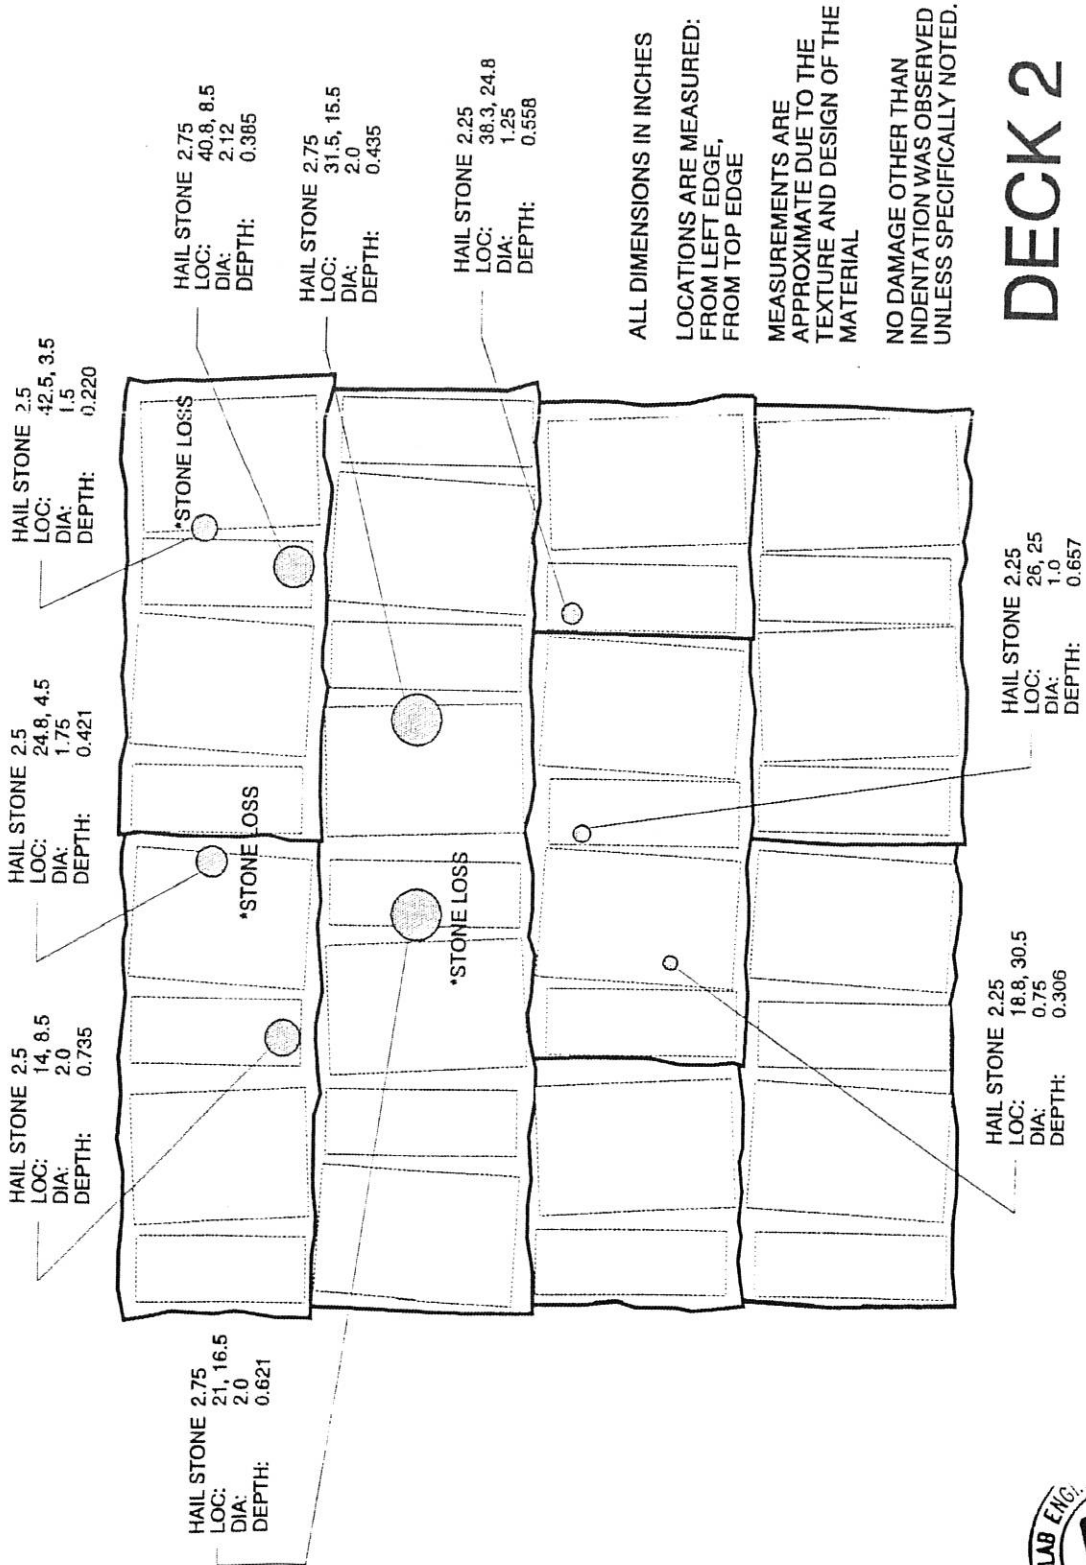 HAIL STONE 2.75
LOC: 21, 16.5
DIA: 2.0
DEPTH: 0.621
HAIL STONE 2.5
LOC: 14, 8.5
DIA: 2.0
DEPTH: 0.735
HAIL STONE 2.5
LOC: 24.8, 4.5
DIA: 1.75
DEPTH: 0.421
HAIL STONE 2.5
LOC: 42.5, 3.5
DIA: 1.5
DEPTH: 0.220
HAIL STONE 2.75
LOC: 40.8, 8.5
DIA: 2.12
DEPTH: 0.385
HAIL STONE 2.75
LOC: 31.5, 15.5
DIA: 2.0
DEPTH: 0.435
HAIL STONE 2.25
LOC: 38.3, 24.8
DIA: 1.25
DEPTH: 0.558
*STONE LOSS
*STONE LOSS
*STONE LOSS
HAIL STONE 2.25
LOC: 18.8, 30.5
DIA: 0.75
DEPTH: 0.306
HAIL STONE 2.25
LOC: 26, 25
DIA: 1.0
DEPTH: 0.657
ALL DIMENSIONS IN INCHES
LOCATIONS ARE MEASURED:
FROM LEFT EDGE,
FROM TOP EDGE
MEASUREMENTS ARE
APPROXIMATE DUE TO THE
TEXTURE AND DESIGN OF THE
MATERIAL
NO DAMAGE OTHER THAN
INDENTATION WAS OBSERVED
UNLESS SPECIFICALLY NOTED.
DECK 2
LAB ENGI